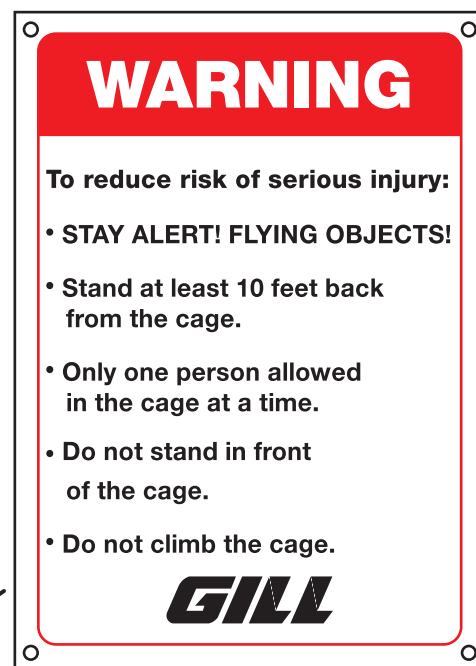 WARNING
To reduce risk of serious injury:
• STAY ALERT! FLYING OBJECTS!
• Stand at least 10 feet back
from the cage.
• Only one person allowed
in the cage at a time.
• Do not stand in front
of the cage.
• Do not climb the cage.
GILL